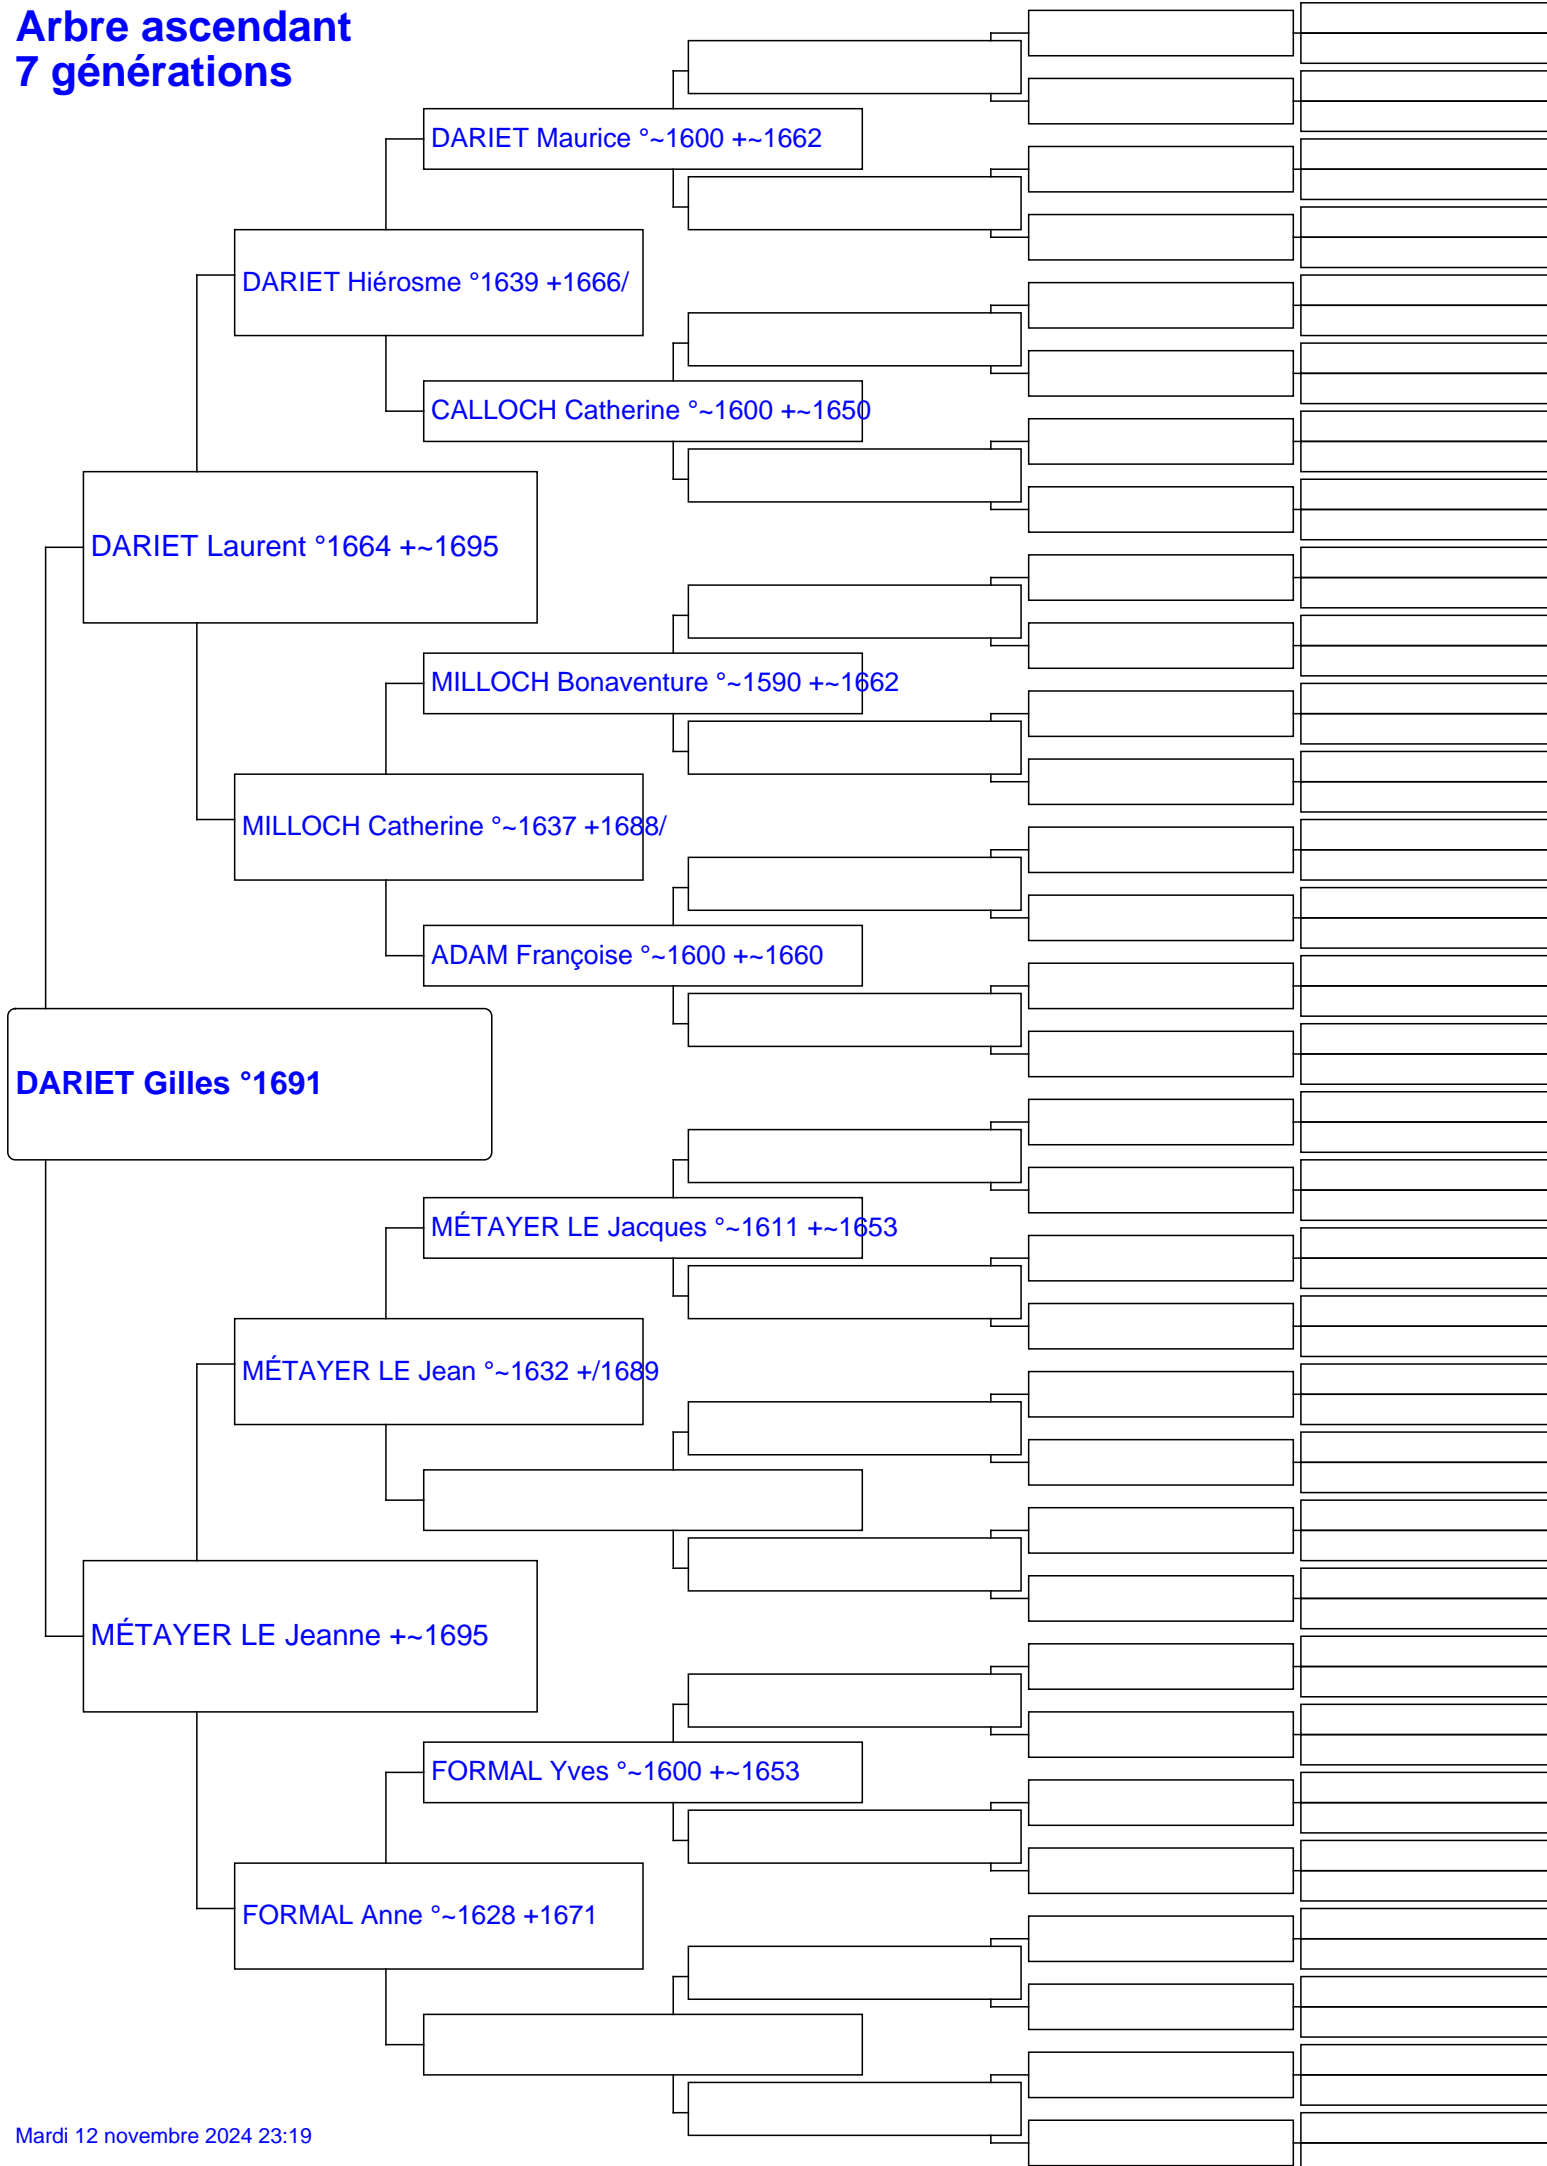 Arbre ascendant
7 générations
DARIET Maurice °~1600 +~1662
DARIET Hiérosme °1639 +1666/
CALLOCH Catherine °~1600 +~1650
DARIET Laurent °1664 +~1695
MILLOCH Bonaventure °~1590 +~1662
MILLOCH Catherine °~1637 +1688/
ADAM Françoise °~1600 +~1660
DARIET Gilles °1691
MÉTAYER LE Jacques °~1611 +~1653
MÉTAYER LE Jean °~1632 +/1689
MÉTAYER LE Jeanne +~1695
FORMAL Yves °~1600 +~1653
FORMAL Anne °~1628 +1671
Mardi 12 novembre 2024 23:19